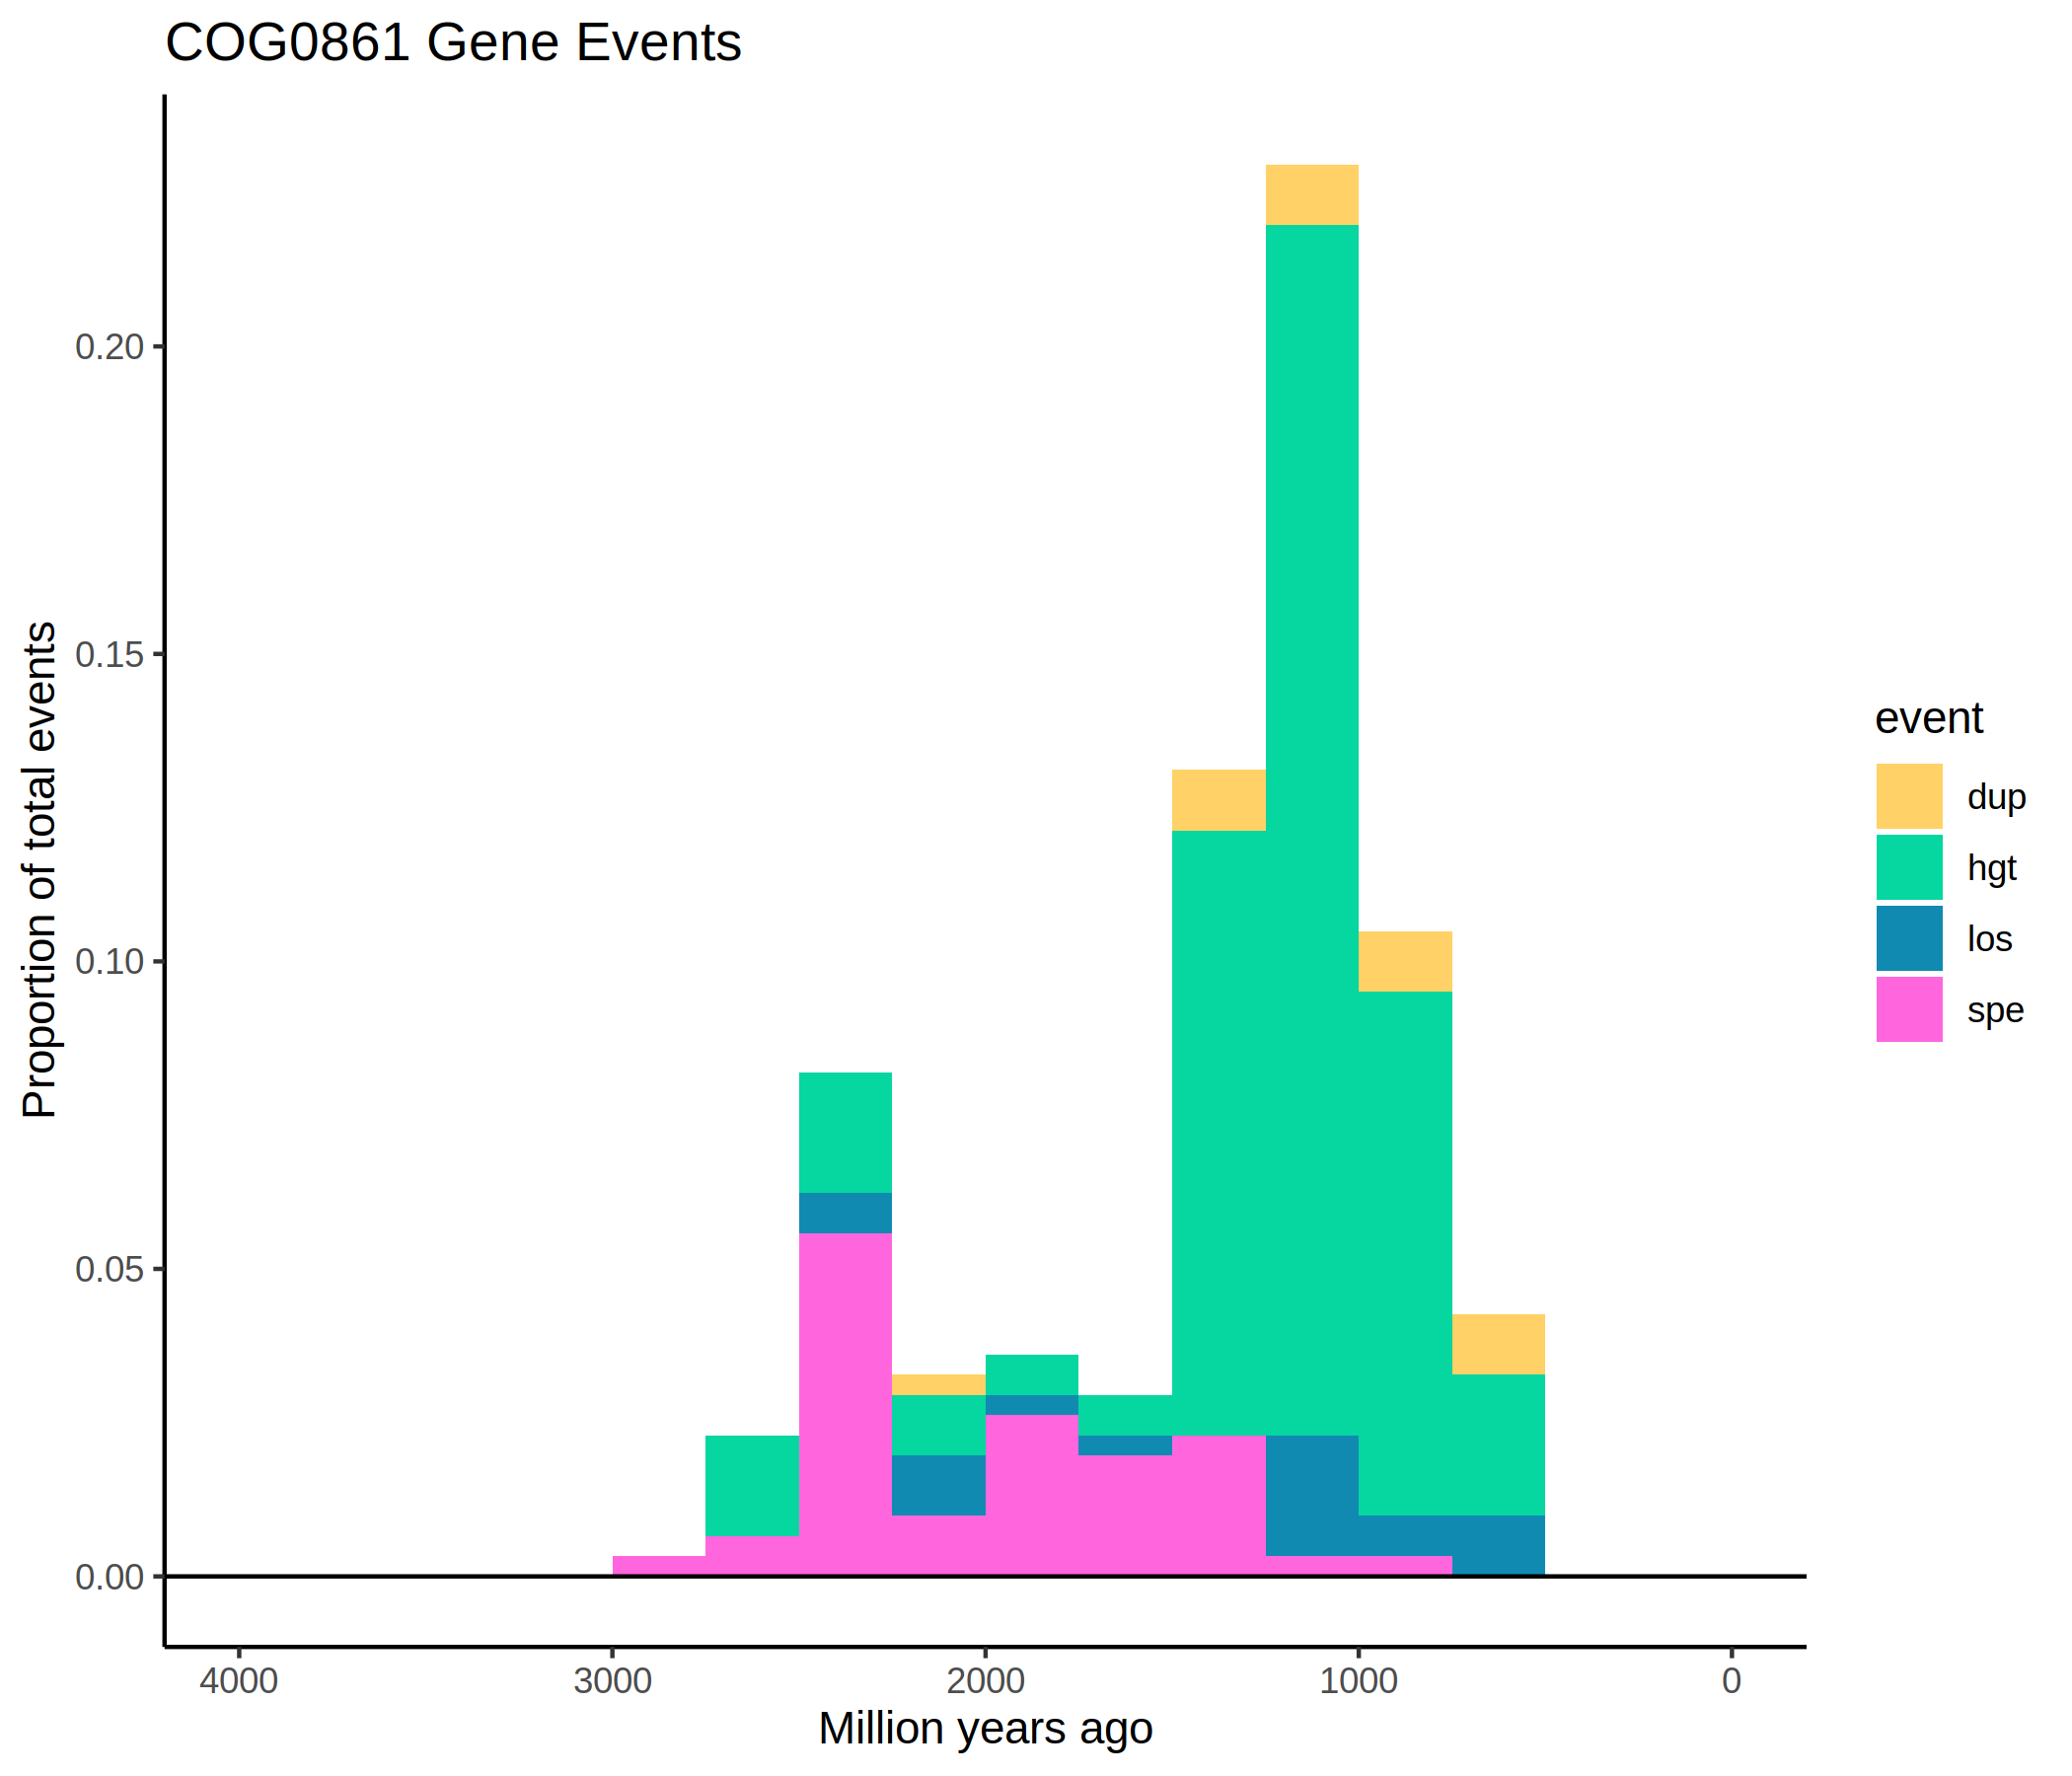 COG0861 Gene Events
Proportion of total events
0.20
0.15
0.10
0.05
0.00
4000 3000 2000 1000 0
Million years ago
event
dup
hgt
los
spe